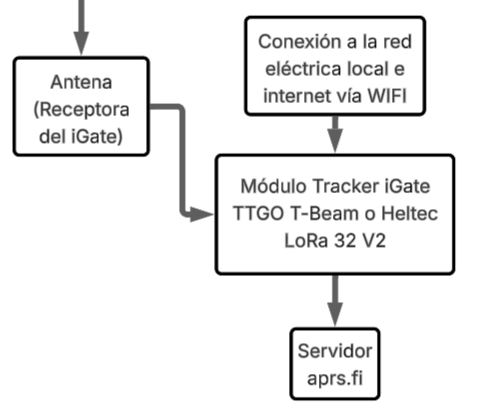 Antena
(Receptora
del iGate)
Conexión a la red
eléctrica local e
internet vía WIFI
Módulo Tracker iGate
TTGO T-Beam o Heltec
LoRa 32 V2
Servidor
aprs.fi